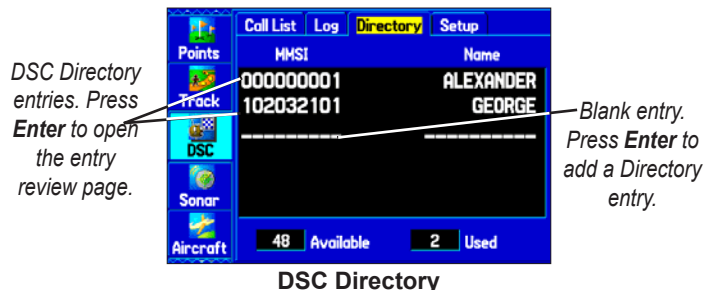 DSC Directory
entries. Press
Enter to open
the entry
review page.
Points
Track
DSC
Sonar
Aircraft
Call List Log Directory Setup
MMSI Name
000000001 ALEXANDER
102032101 GEORGE
_________ __________
48 Available 2 Used
Blank entry.
Press Enter to
add a Directory
entry.
DSC Directory